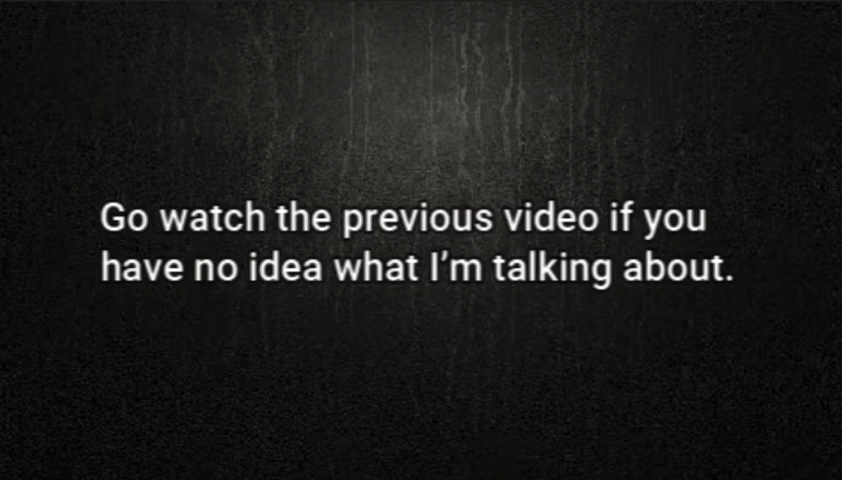 Go watch the previous video if you
have no idea what I’m talking about.